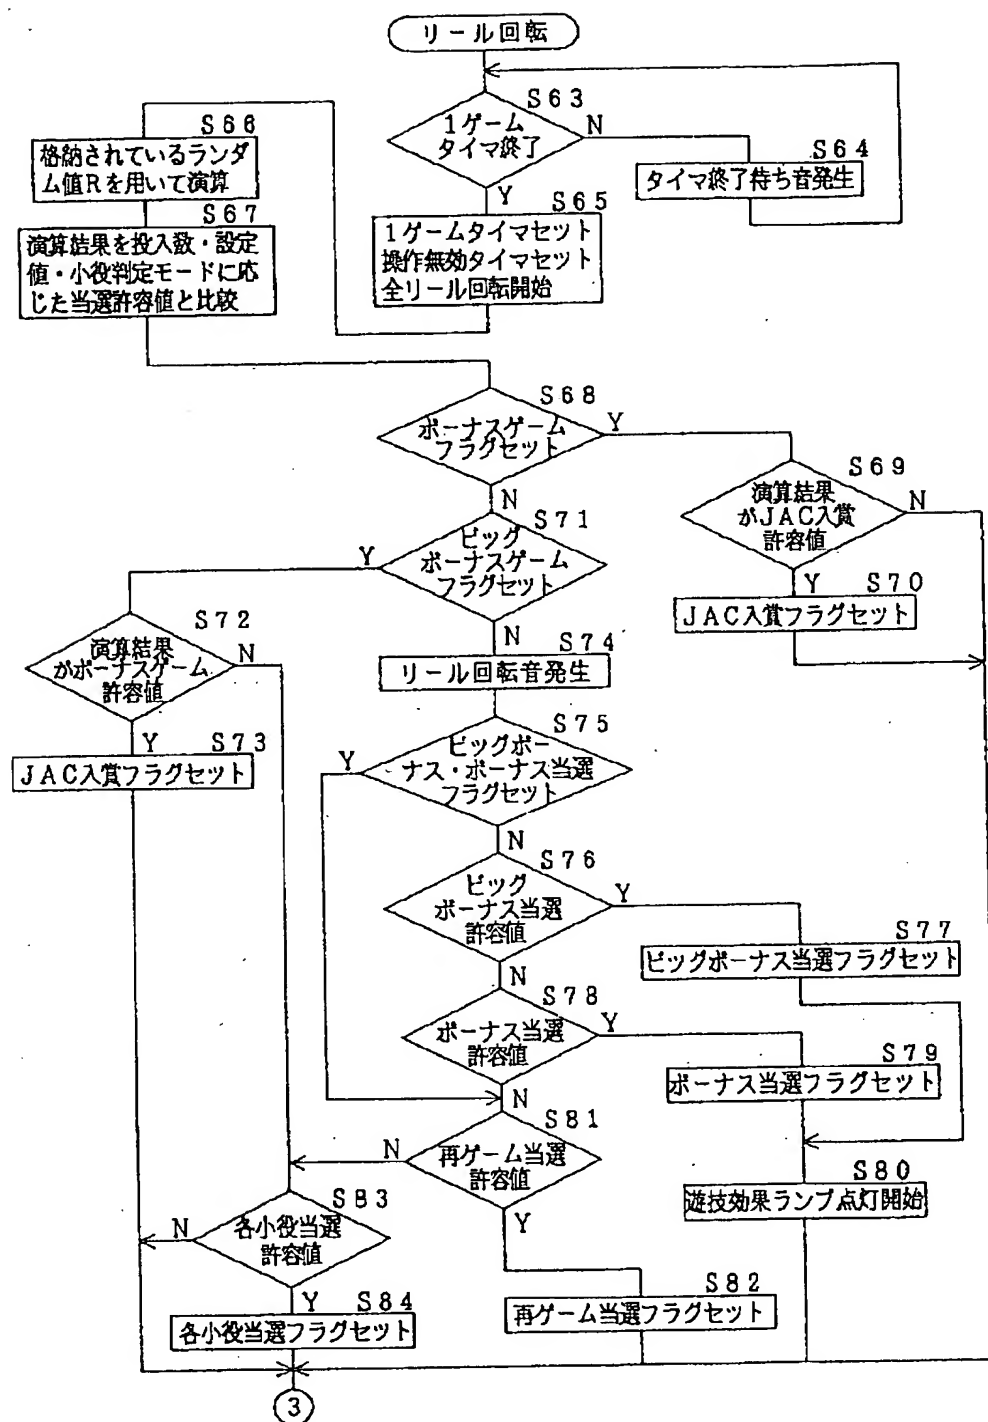 リール回転
S63
1ゲーム
タイマ終了
N
S64
タイマ終了待ち音発生
Y
S65
1ゲームタイマセット
操作無効タイマセット
全リール回転開始
S66
格納されているランダ
ム値Rを用いて演算
S67
演算結果を投入数・設定
値・小役判定モードに応
じた当選許容値と比較
S68
ボーナスゲーム
フラグセット
Y
N
S69
演算結果
がJAC入賞
許容値
N
Y
S70
JAC入賞フラグセット
S71
ビッグ
ボーナスゲーム
フラグセット
Y
N
S72
演算結果
がボーナスゲーム
許容値
N
Y
S73
JAC入賞フラグセット
S74
リール回転音発生
S75
ビッグボー
ナス・ボーナス当選
フラグセット
Y
N
S76
ビッグ
ボーナス当選
許容値
Y
N
S77
ビッグボーナス当選フラグセット
S78
ボーナス当選
許容値
Y
N
S79
ボーナス当選フラグセット
S80
遊技効果ランプ点灯開始
S81
再ゲーム当選
許容値
N
Y
S82
再ゲーム当選フラグセット
S83
各小役当選
許容値
N
Y
S84
各小役当選フラグセット
3